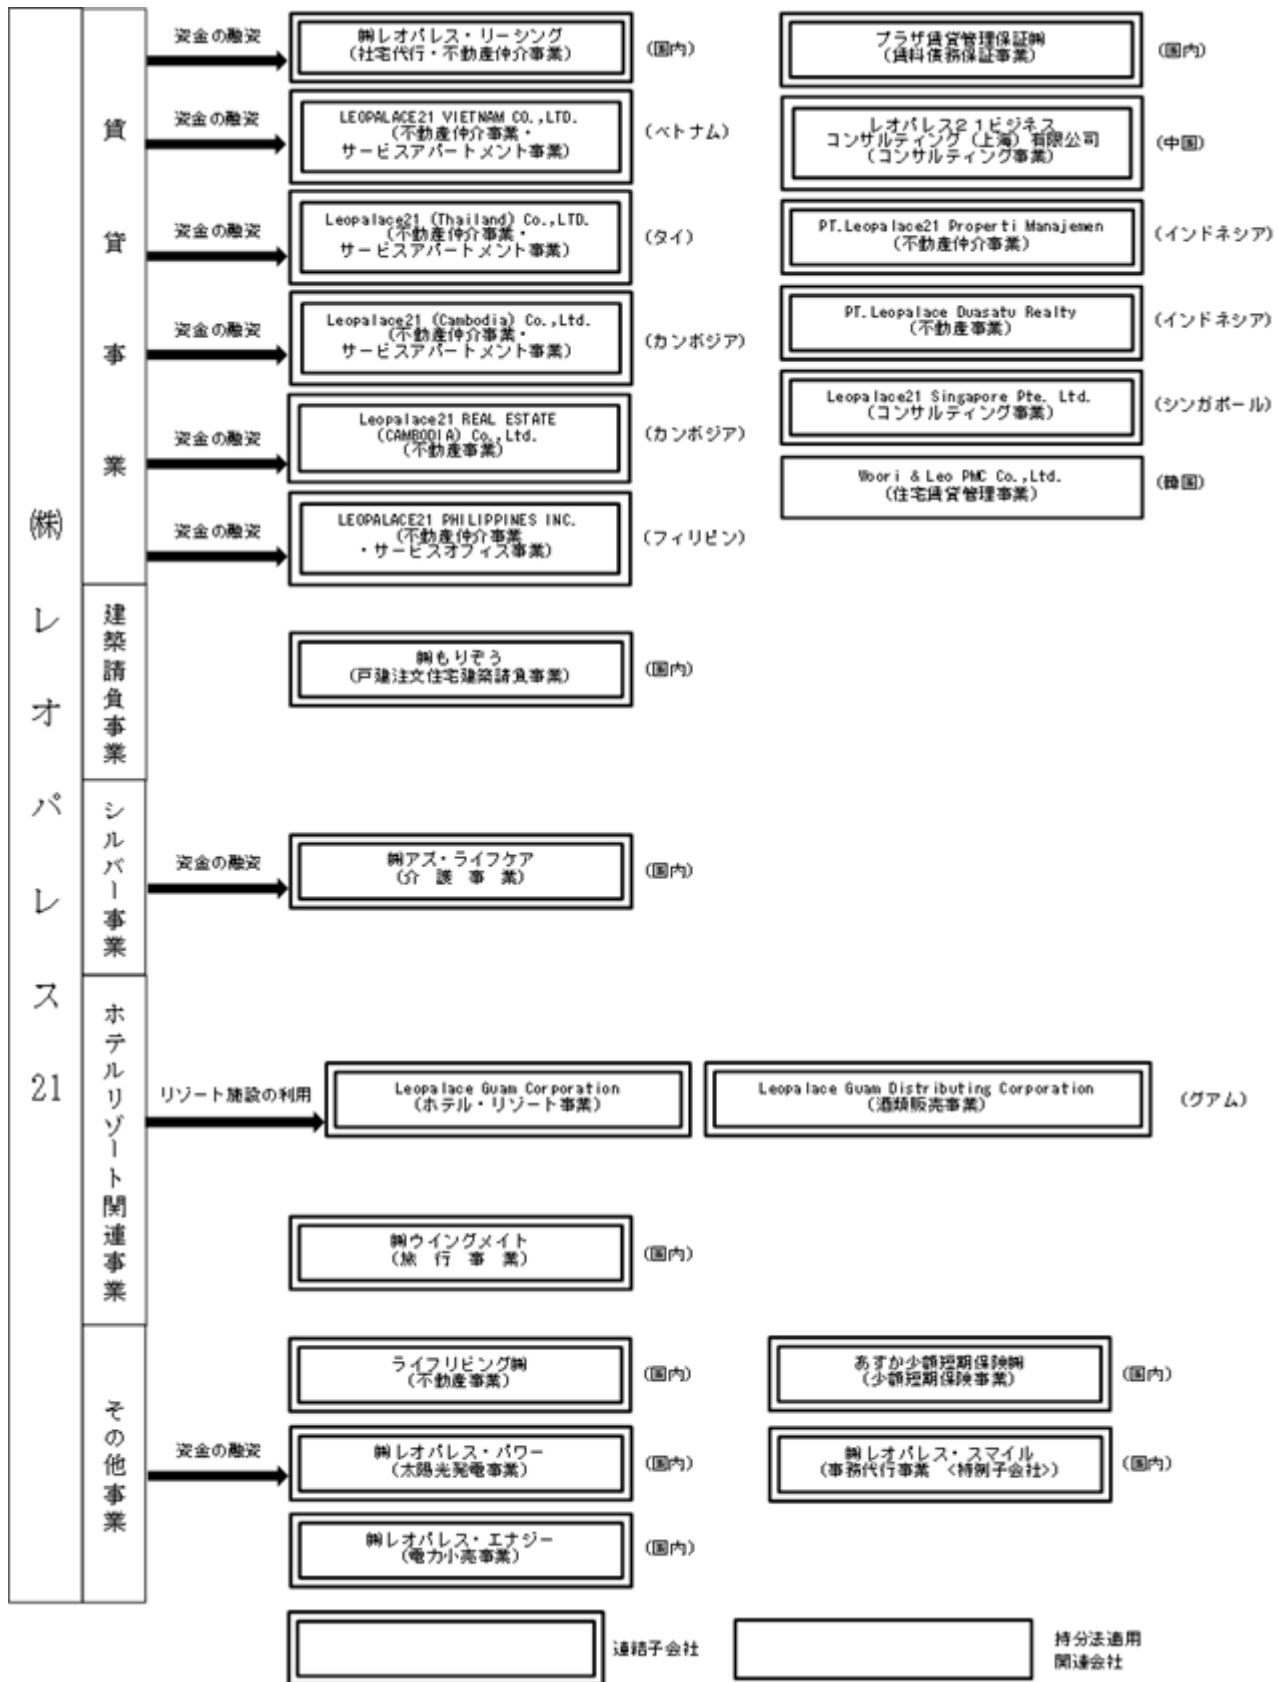 ㈱レオパレス21
賃貸事業
資金の融資
㈱レオパレス・リーシング
(社宅代行・不動産仲介事業)
(国内)
プラザ賃貸管理保証㈱
(賃料債務保証事業)
(国内)
資金の融資
LEOPALACE21 VIETNAM CO.,LTD.
(不動産仲介事業・
サービスアパートメント事業)
(ベトナム)
レオパレス21ビジネス
コンサルティング(上海)有限公司
(コンサルティング事業)
(中国)
資金の融資
Leopalace21 (Thailand) Co.,LTD.
(不動産仲介事業・
サービスアパートメント事業)
(タイ)
PT.Leopalace21 Properti Manajemen
(不動産仲介事業)
(インドネシア)
資金の融資
Leopalace21 (Cambodia) Co.,Ltd.
(不動産仲介事業・
サービスアパートメント事業)
(カンボジア)
PT.Leopalace Duasatu Realty
(不動産事業)
(インドネシア)
資金の融資
Leopalace21 REAL ESTATE
(CAMBODIA) Co.,Ltd.
(不動産事業)
(カンボジア)
Leopalace21 Singapore Pte. Ltd.
(コンサルティング事業)
(シンガポール)
Woori & Leo PMC Co.,Ltd.
(住宅賃貸管理事業)
(韓国)
資金の融資
LEOPALACE21 PHILIPPINES INC.
(不動産仲介事業
・サービスオフィス事業)
(フィリピン)
建築請負事業
㈱もりぞう
(戸建注文住宅建築請負事業)
(国内)
シルバー事業
資金の融資
㈱アズ・ライフケア
(介 護 事 業)
(国内)
ホテルリゾート関連事業
リゾート施設の利用
Leopalace Guam Corporation
(ホテル・リゾート事業)
Leopalace Guam Distributing Corporation
(酒類販売事業)
(グアム)
㈱ウイングメイト
(旅 行 事 業)
(国内)
その他事業
ライフリビング㈱
(不動産事業)
(国内)
あすか少額短期保険㈱
(少額短期保険事業)
(国内)
資金の融資
㈱レオパレス・パワー
(太陽光発電事業)
(国内)
㈱レオパレス・スマイル
(事務代行事業 <特例子会社>)
(国内)
㈱レオパレス・エナジー
(電力小売事業)
(国内)
連結子会社
持分法適用
関連会社